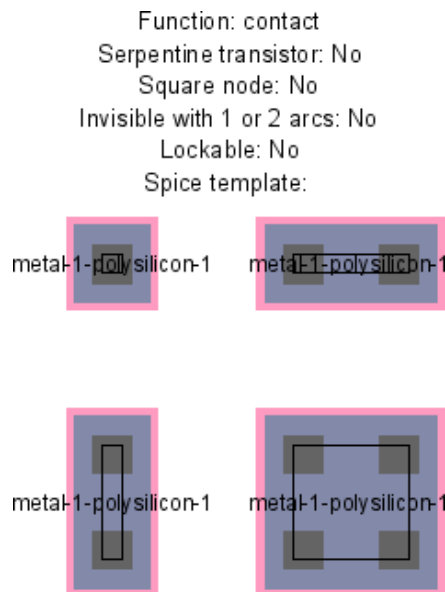 Function: contact
Serpentine transistor: No
Square node: No
Invisible with 1 or 2 arcs: No
Lockable: No
Spice template:
metal-1-polysilicon-1 metal-1-polysilicon-1
metal-1-polysilicon-1 metal-1-polysilicon-1